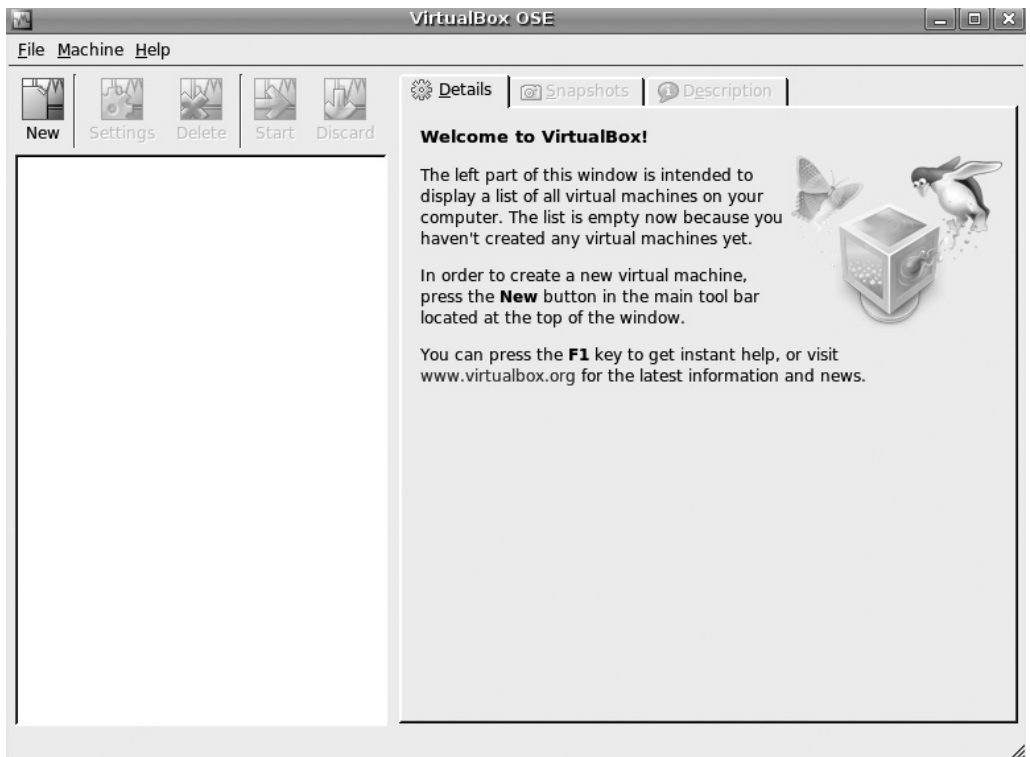 VirtualBox OSE
File Machine Help
New Settings Delete Start Discard
Details Snapshots Description
Welcome to VirtualBox!
The left part of this window is intended to
display a list of all virtual machines on your
computer. The list is empty now because you
haven't created any virtual machines yet.
In order to create a new virtual machine,
press the New button in the main tool bar
located at the top of the window.
You can press the F1 key to get instant help, or visit
www.virtualbox.org for the latest information and news.